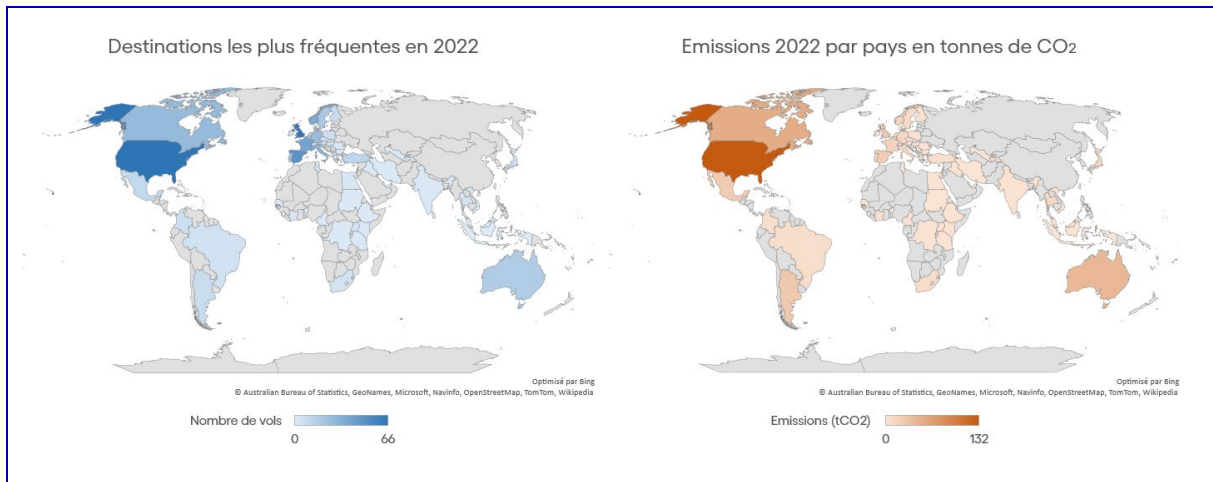 Destinations les plus fréquentes en 2022
Emissions 2022 par pays en tonnes de CO2
Optimisé par Bing
© Australian Bureau of Statistics, GeoNames, Microsoft, Navinfo, OpenStreetMap, TomTom, Wikipedia
Optimisé par Bing
© Australian Bureau of Statistics, GeoNames, Microsoft, Navinfo, OpenStreetMap, TomTom, Wikipedia
Nombre de vols
0 66
Emissions (tCO2)
0 132